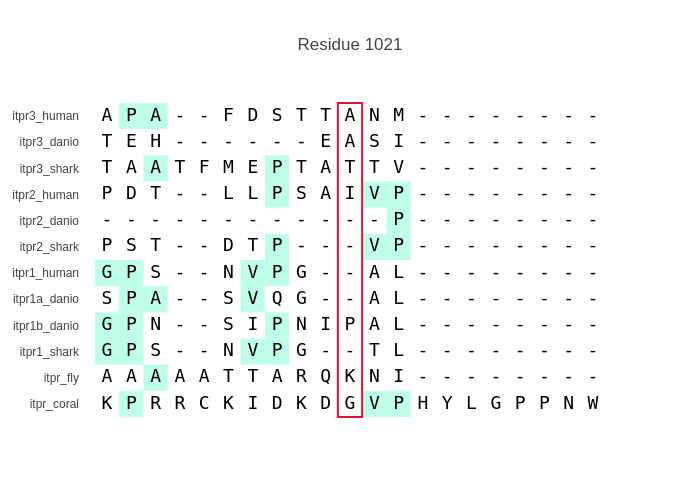 Residue 1021
itpr3_human A P A - - F D S T T A N M - - - - - - - -
itpr3_danio T E H - - - - - - E A S I - - - - - - - -
itpr3_shark T A A T F M E P T A T T V - - - - - - - -
itpr2_human P D T - - L L P S A I V P - - - - - - - -
itpr2_danio - - - - - - - - - - - - P - - - - - - - -
itpr2_shark P S T - - D T P - - - V P - - - - - - - -
itpr1_human G P S - - N V P G - - A L - - - - - - - -
itpr1a_danio S P A - - S V Q G - - A L - - - - - - - -
itpr1b_danio G P N - - S I P N I P A L - - - - - - - -
itpr1_shark G P S - - N V P G - - T L - - - - - - - -
itpr_fly A A A A A T T A R Q K N I - - - - - - - -
itpr_coral K P R R C K I D K D G V P H Y L G P P N W